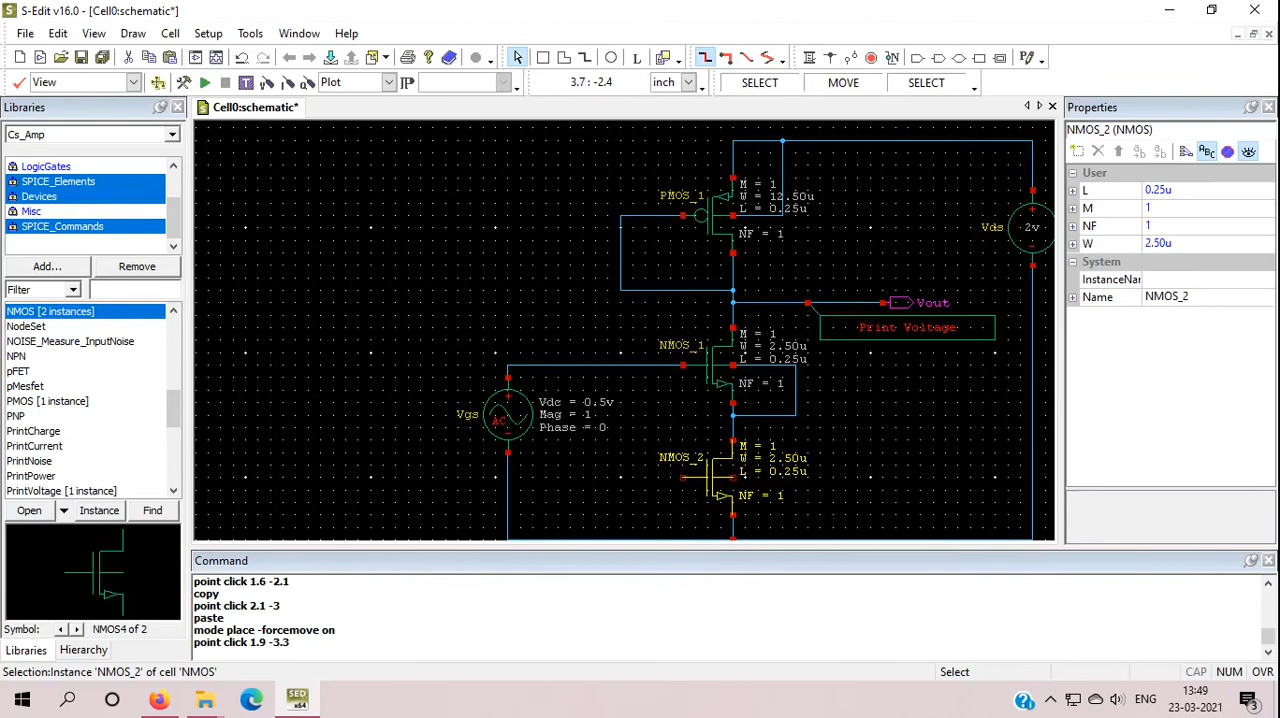 S-Edit v16.0 - [Cell0:schematic*]
File Edit View Draw Cell Setup Tools Window Help
View Plot inch 3.7 : -2.4 SELECT MOVE SELECT
Libraries
Cs_Amp
LogicGates
SPICE_Elements
Devices
Misc
SPICE_Commands
Add... Remove
Filter
NMOS [2 instances]
NodeSet
NOISE_Measure_InputNoise
NPN
pFET
pMesfet
PMOS [1 instance]
PNP
PrintCharge
PrintCurrent
PrintNoise
PrintPower
PrintVoltage [1 instance]
Open Instance Find
Symbol: NMOS4 of 2
Libraries Hierarchy
Cell0:schematic*
PMOS_1
M = 1
W = 12.50u
L = 0.25u
NF = 1
Vds
2v
Vout
Print Voltage
NMOS_1
M = 1
W = 2.50u
L = 0.25u
NF = 1
Vgs
AC
Vdc = 0.5v
Mag = 1
Phase = 0
NMOS_2
M = 1
W = 2.50u
L = 0.25u
NF = 1
Properties
NMOS_2 (NMOS)
User
L 0.25u
M 1
NF 1
W 2.50u
System
InstanceNar
Name NMOS_2
Command
point click 1.6 -2.1
copy
point click 2.1 -3
paste
mode place -forcemove on
point click 1.9 -3.3
Selection:Instance 'NMOS_2' of cell 'NMOS' Select CAP NUM OVR
SED
x64
ENG
13:49
23-03-2021
3